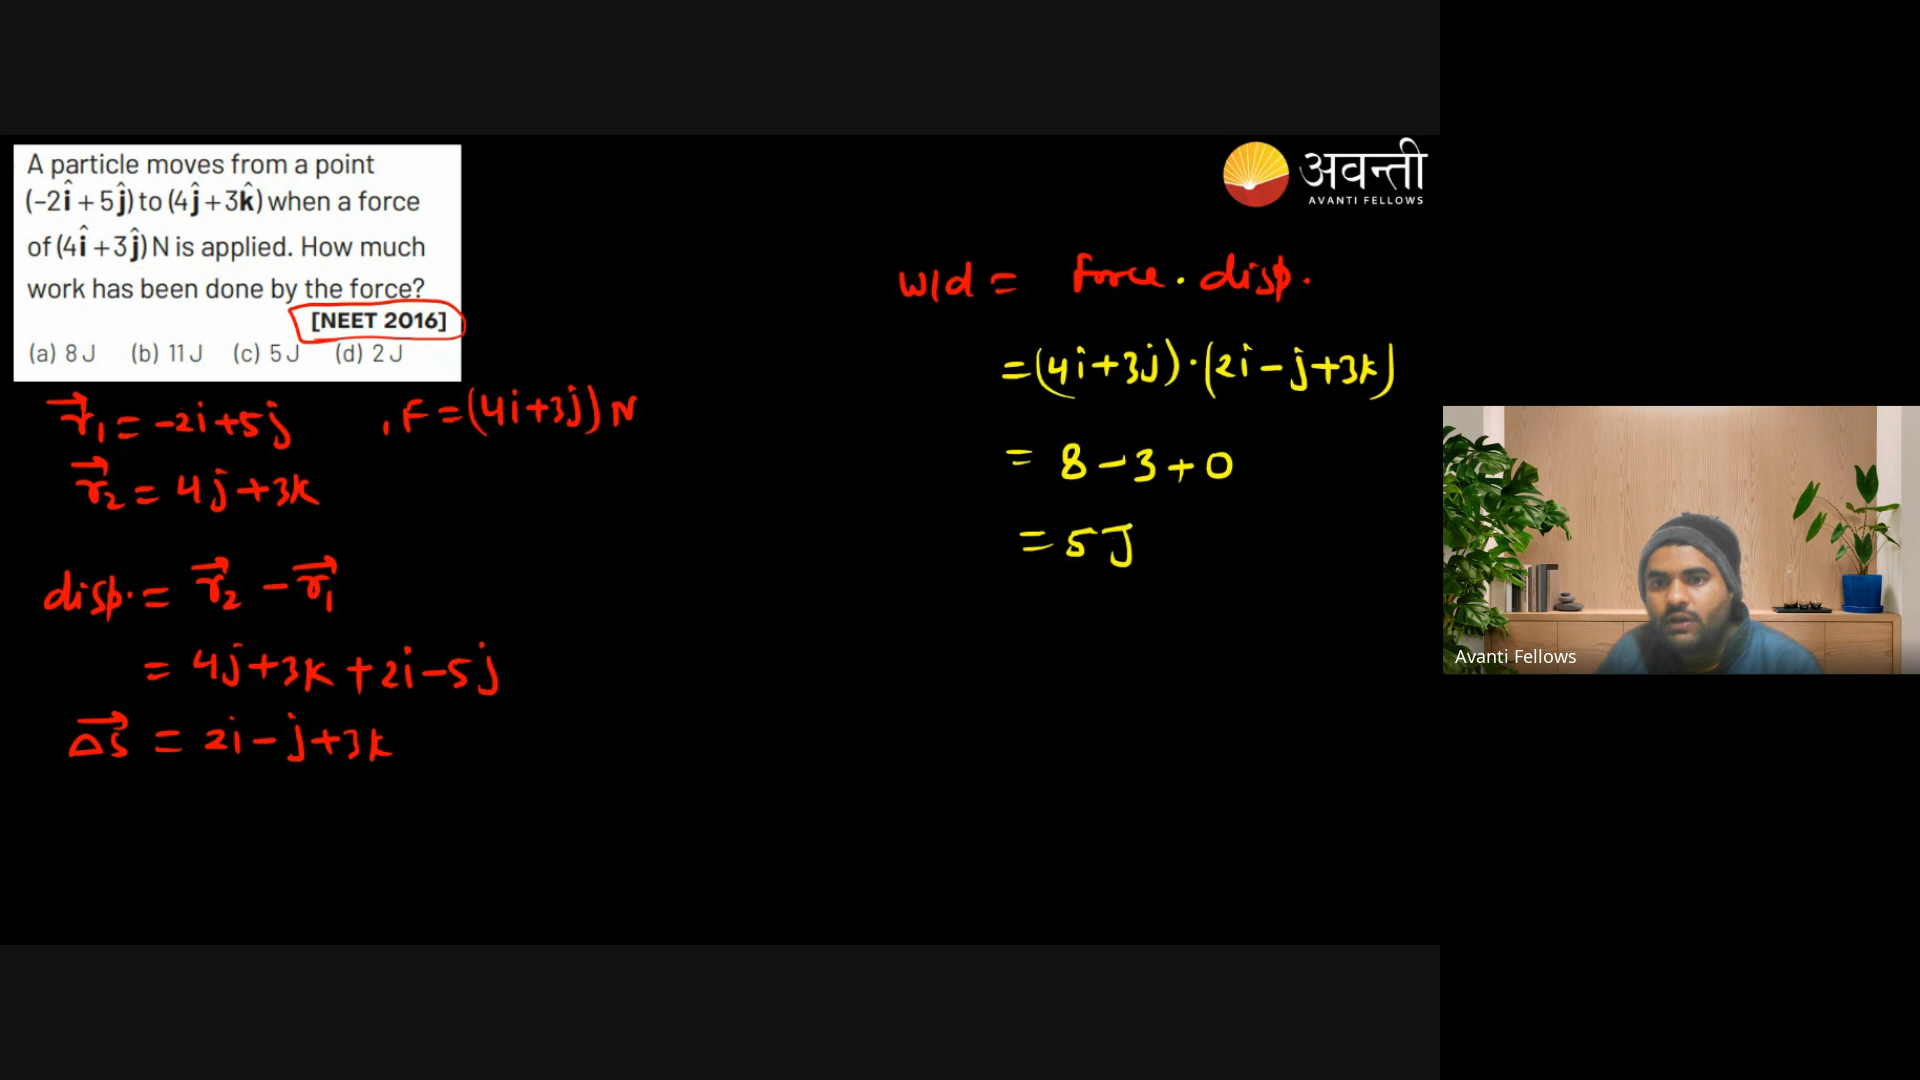 A particle moves from a point
(-2î + 5ĵ) to (4ĵ + 3k̂) when a force
of (4î + 3ĵ) N is applied. How much
work has been done by the force?
[NEET 2016]
(a) 8 J (b) 11 J (c) 5 J (d) 2 J
r⃗₁ = -2i+5j , F = (4i+3j) N
r⃗₂ = 4j+3k
disp. = r⃗₂ - r⃗₁
= 4j+3k+2i-5j
Δs⃗ = 2i-j+3k
अवन्ती
AVANTI FELLOWS
w/d = Force . disp.
= (4i+3j)·(2i-j+3k)
= 8-3+0
= 5 J
Avanti Fellows